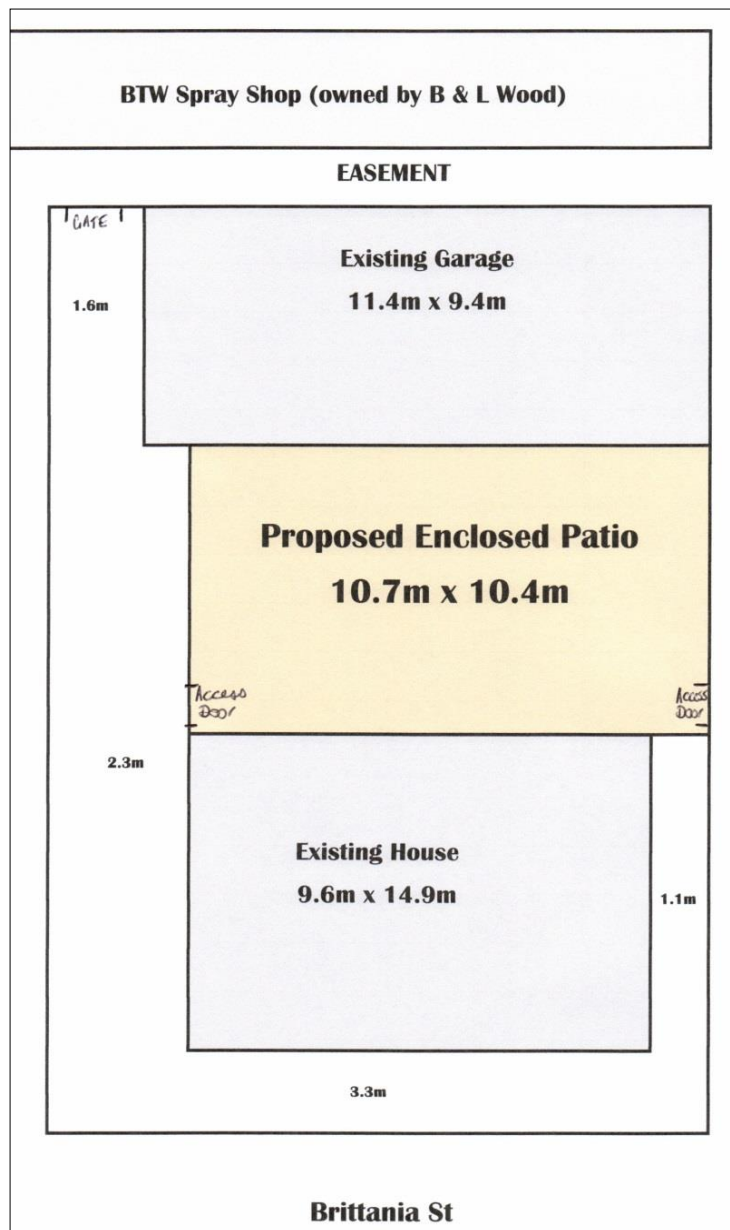 BTW Spray Shop (owned by B & L Wood)
EASEMENT
GATE
Existing Garage
11.4m x 9.4m
1.6m
Proposed Enclosed Patio
10.7m x 10.4m
Access
Door
Access
Door
2.3m
Existing House
9.6m x 14.9m
1.1m
3.3m
Brittania St